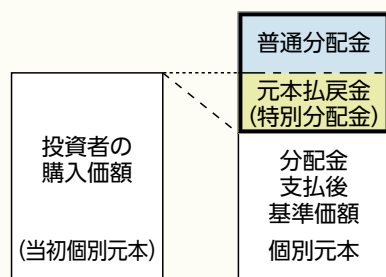 普通分配金
元本払戻金
(特別分配金)
投資者の
購入価額
(当初個別元本)
分配金
支払後
基準価額
個別元本